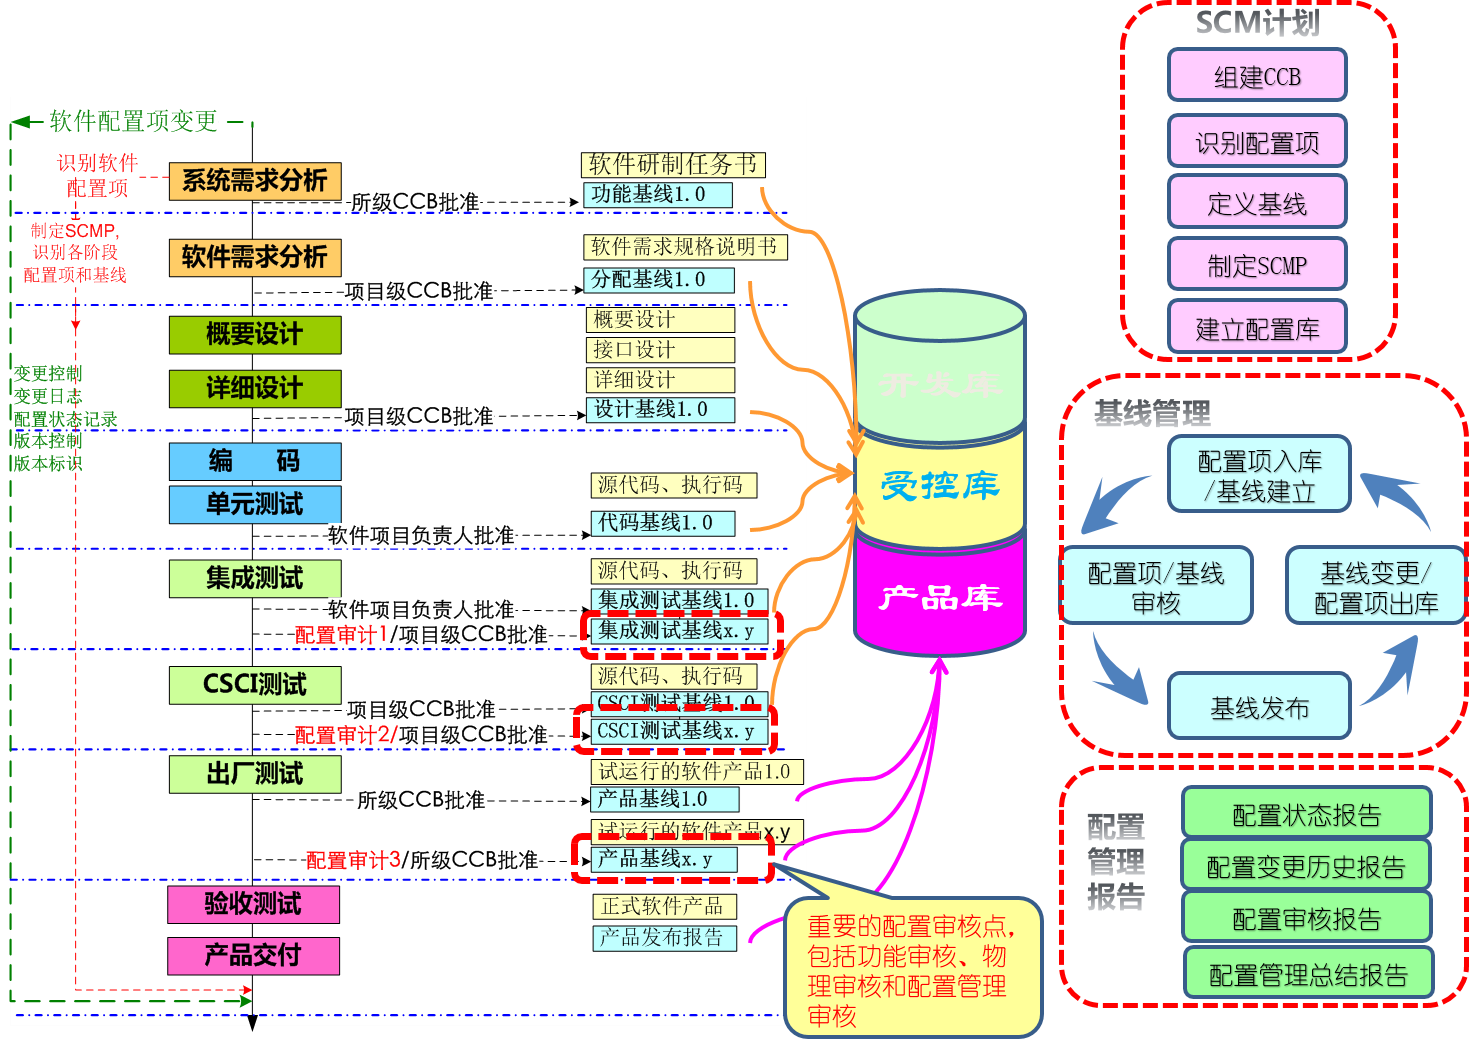 软件配置项变更
识别软件
配置项
系统需求分析
所级CCB批准
软件研制任务书
功能基线1.0
制定SCMP,
识别各阶段
配置项和基线
软件需求分析
项目级CCB批准
软件需求规格说明书
分配基线1.0
概要设计
概要设计
接口设计
详细设计
详细设计
设计基线1.0
项目级CCB批准
变更控制
变更日志
配置状态记录
版本控制
版本标识
编 码
单元测试
软件项目负责人批准
源代码、执行码
代码基线1.0
集成测试
软件项目负责人批准
配置审计1/项目级CCB批准
源代码、执行码
集成测试基线1.0
集成测试基线x.y
CSCI测试
项目级CCB批准
配置审计2/项目级CCB批准
源代码、执行码
CSCI测试基线1.0
CSCI测试基线x.y
出厂测试
所级CCB批准
试运行的软件产品1.0
产品基线1.0
试运行的软件产品x.y
配置审计3/所级CCB批准
产品基线x.y
验收测试
产品交付
正式软件产品
产品发布报告
开发库
受控库
产品库
重要的配置审核点,
包括功能审核、物
理审核和配置管理
审核
SCM计划
组建CCB
识别配置项
定义基线
制定SCMP
建立配置库
基线管理
配置项入库
/基线建立
配置项/基线
审核
基线变更/
配置项出库
基线发布
配置
管理
报告
配置状态报告
配置变更历史报告
配置审核报告
配置管理总结报告